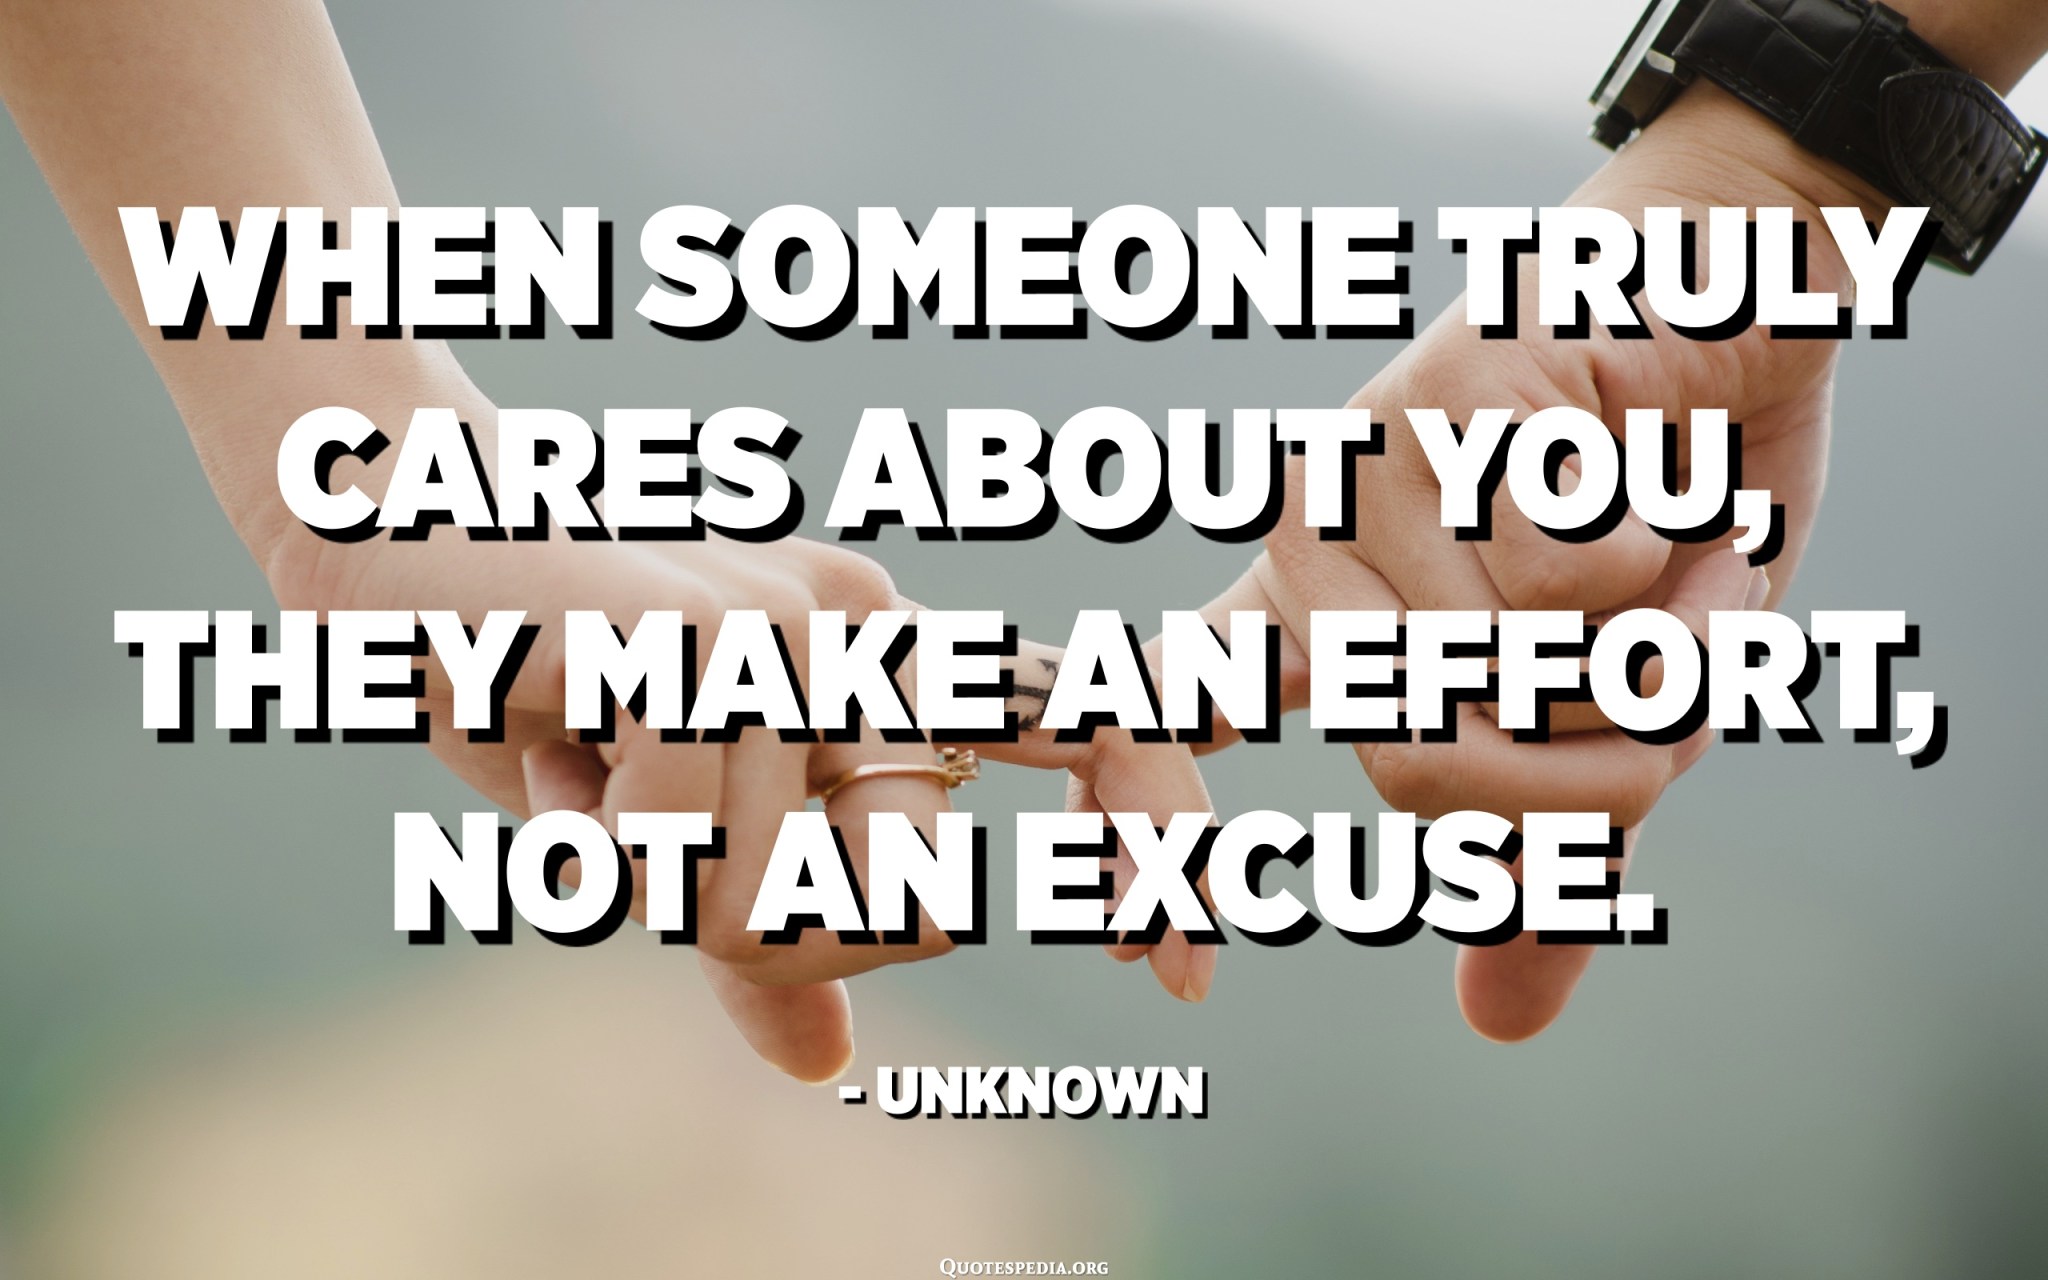 WHEN SOMEONE TRULY
CARES ABOUT YOU,
THEY MAKE AN EFFORT,
NOT AN EXCUSE.
- UNKNOWN
QUOTESPEDIA.ORG